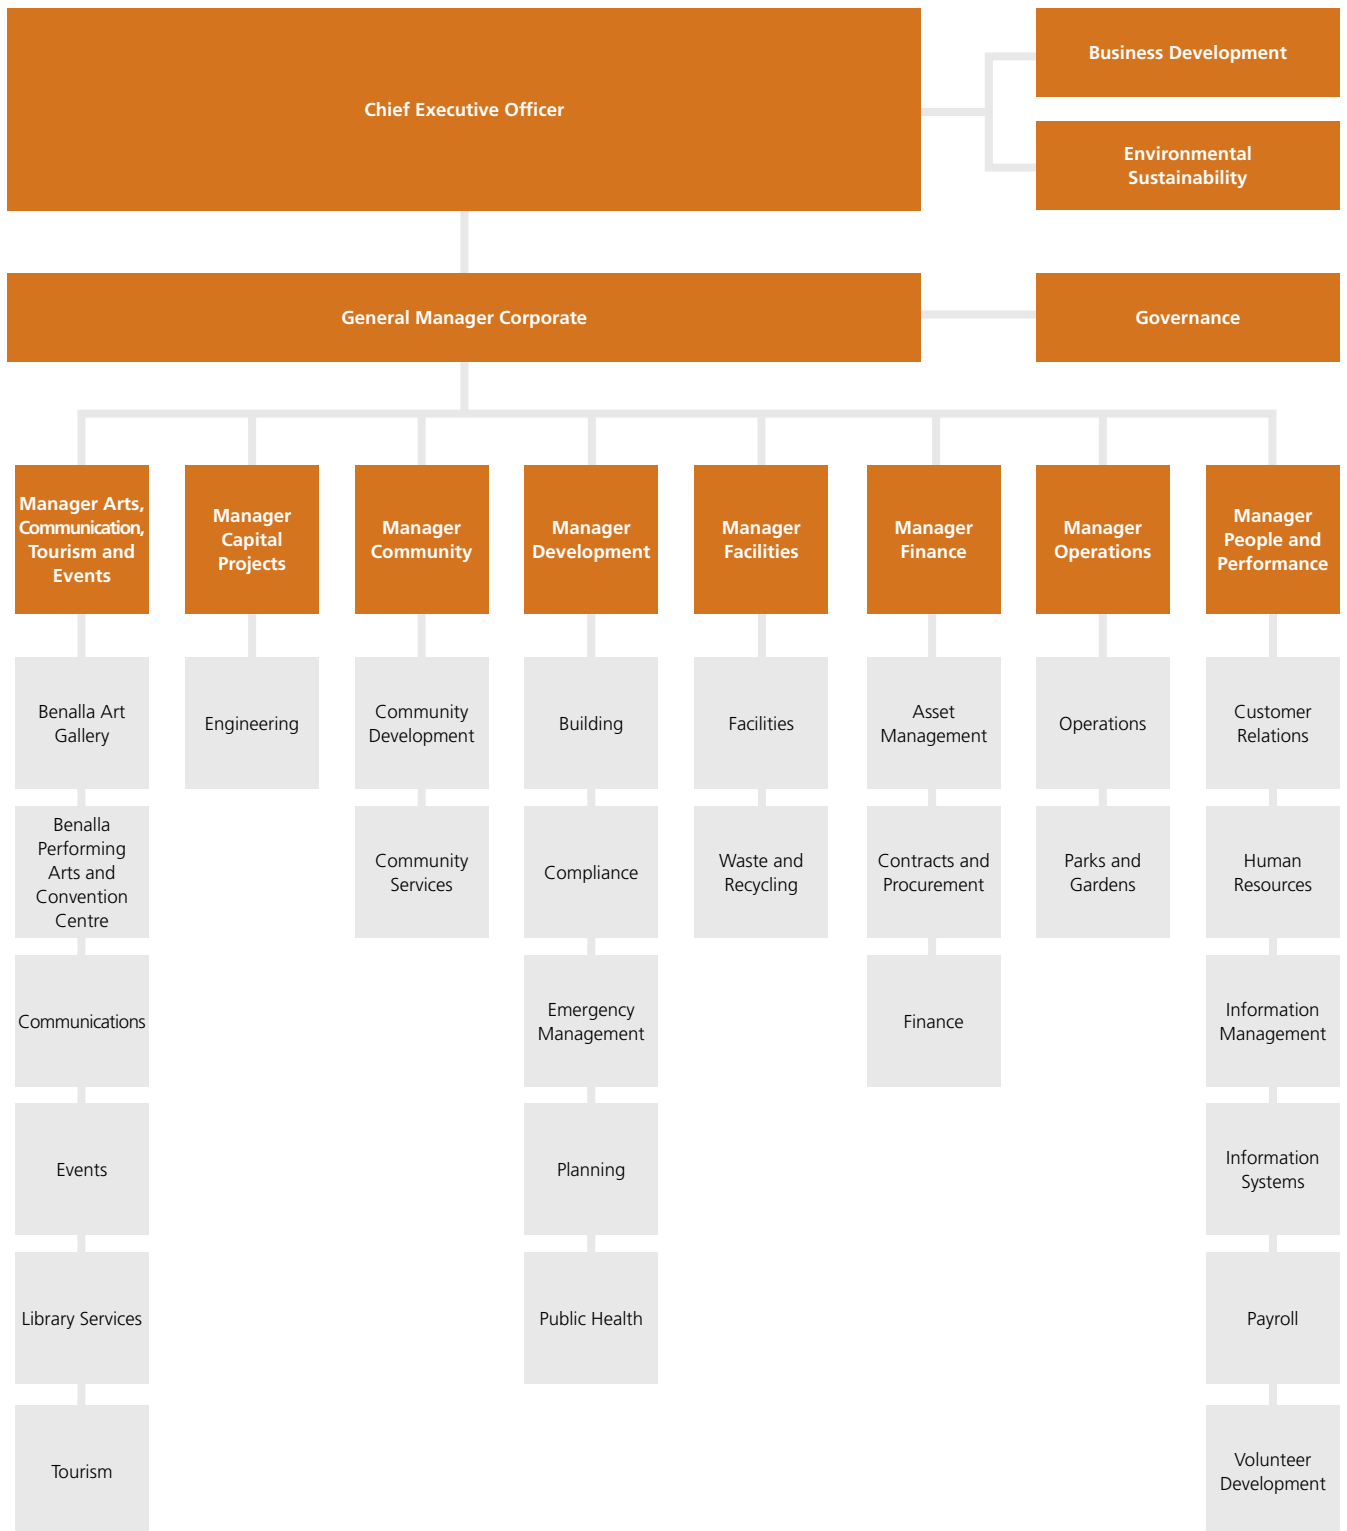 Chief Executive Officer
Business Development
Environmental
Sustainability
General Manager Corporate
Governance
Manager Arts,
Communication,
Tourism and
Events
Manager
Capital
Projects
Manager
Community
Manager
Development
Manager
Facilities
Manager
Finance
Manager
Operations
Manager
People and
Performance
Benalla Art
Gallery
Benalla
Performing
Arts and
Convention
Centre
Communications
Events
Library Services
Tourism
Engineering
Community
Development
Community
Services
Building
Compliance
Emergency
Management
Planning
Public Health
Facilities
Waste and
Recycling
Asset
Management
Contracts and
Procurement
Finance
Operations
Parks and
Gardens
Customer
Relations
Human
Resources
Information
Management
Information
Systems
Payroll
Volunteer
Development